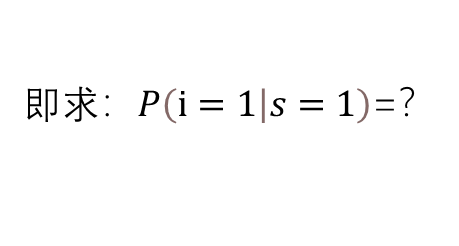 即求：P(i = 1|s = 1)=?